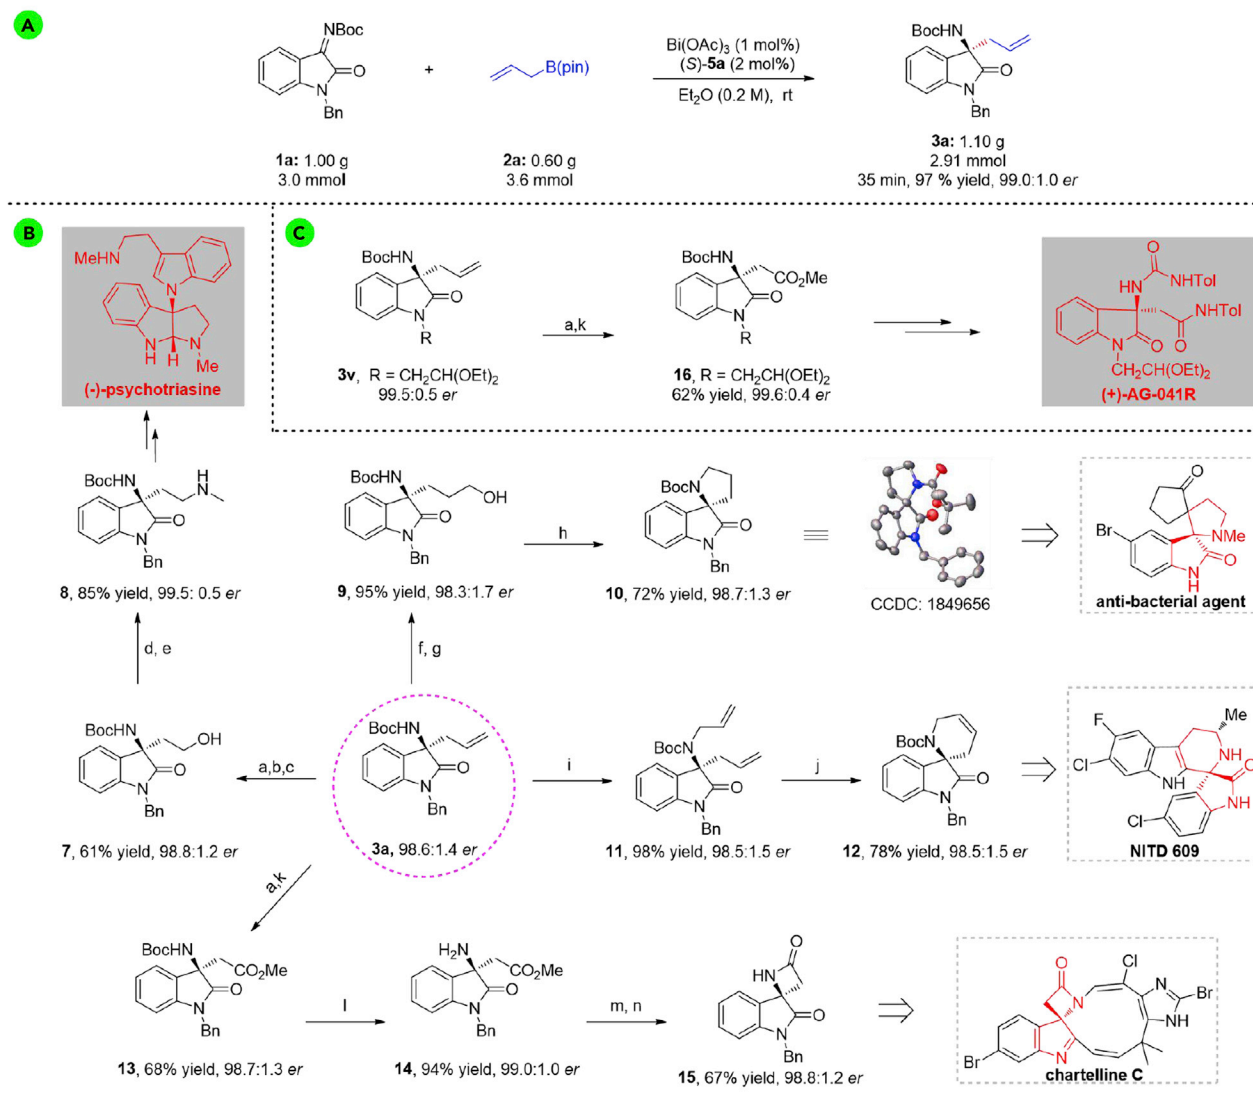 A
NBoc
O
N
Bn
1a: 1.00 g
3.0 mmol
+
B(pin)
2a: 0.60 g
3.6 mmol
Bi(OAc)3 (1 mol%)
(S)-5a (2 mol%)
Et2O (0.2 M), rt
BocHN
O
N
Bn
3a: 1.10 g
2.91 mmol
35 min, 97 % yield, 99.0:1.0 er
B
MeHN
N
N
H
H
N
Me
(-)-psychotriasine
C
BocHN
O
N
R
3v, R = CH2CH(OEt)2
99.5:0.5 er
a,k
BocHN
CO2Me
O
N
R
16, R = CH2CH(OEt)2
62% yield, 99.6:0.4 er
O
HN
NHTol
NHTol
O
O
N
CH2CH(OEt)2
(+)-AG-041R
BocHN
H
N
O
N
Bn
8, 85% yield, 99.5: 0.5 er
BocHN
OH
O
N
Bn
9, 95% yield, 98.3:1.7 er
h
BocN
O
N
Bn
10, 72% yield, 98.7:1.3 er
CCDC: 1849656
O
Br
NMe
O
N
H
anti-bacterial agent
d, e
f, g
BocHN
OH
O
N
Bn
7, 61% yield, 98.8:1.2 er
a,b,c
BocHN
O
N
Bn
3a, 98.6:1.4 er
i
BocN
O
N
Bn
11, 98% yield, 98.5:1.5 er
j
BocN
O
N
Bn
12, 78% yield, 98.5:1.5 er
F
Me
Cl
NH
NH
O
NH
Cl
NITD 609
a,k
BocHN
CO2Me
O
N
Bn
13, 68% yield, 98.7:1.3 er
l
H2N
CO2Me
O
N
Bn
14, 94% yield, 99.0:1.0 er
m, n
O
HN
O
N
Bn
15, 67% yield, 98.8:1.2 er
O
Cl
N
N
Br
NH
Br
N
chartelline C